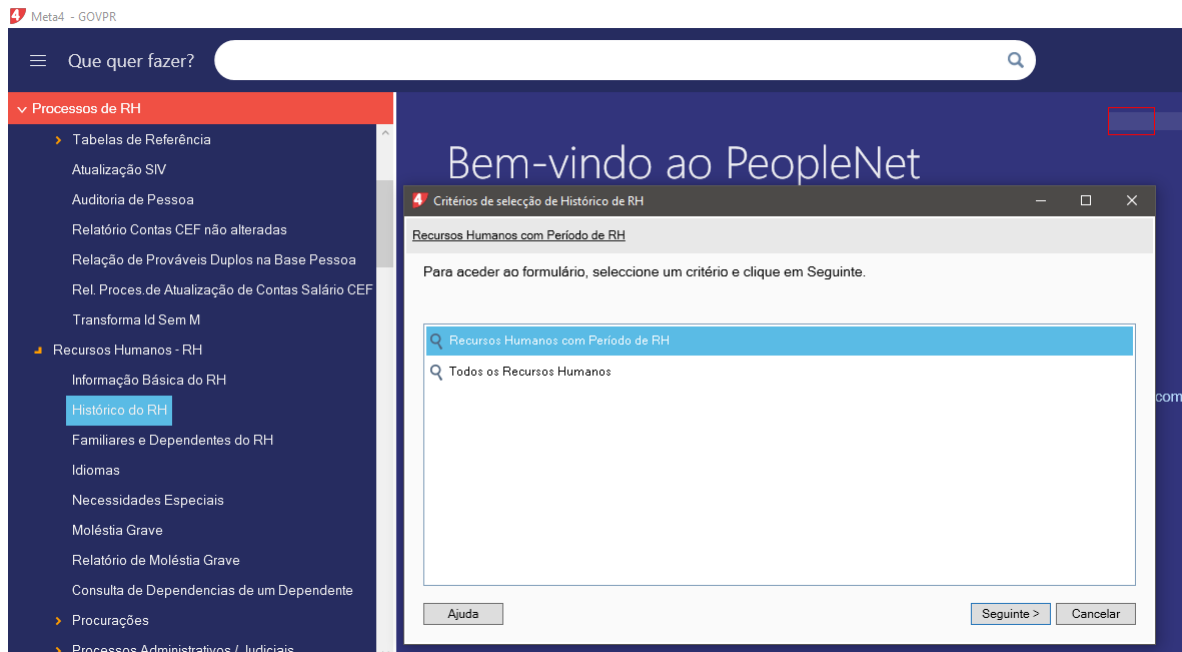 Meta4 - GOVPR
Que quer fazer?
Processos de RH
Tabelas de Referência
Atualização SIV
Auditoria de Pessoa
Relatório Contas CEF não alteradas
Relação de Prováveis Duplos na Base Pessoa
Rel. Proces.de Atualização de Contas Salário CEF
Transforma Id Sem M
Recursos Humanos - RH
Informação Básica do RH
Histórico do RH
Familiares e Dependentes do RH
Idiomas
Necessidades Especiais
Moléstia Grave
Relatório de Moléstia Grave
Consulta de Dependencias de um Dependente
Procurações
Processos Administrativos / Judiciais
Bem-vindo ao PeopleNet
Critérios de selecção de Histórico de RH
Recursos Humanos com Período de RH
Para aceder ao formulário, seleccione um critério e clique em Seguinte.
Recursos Humanos com Período de RH
Todos os Recursos Humanos
Ajuda
Seguinte >
Cancelar
com